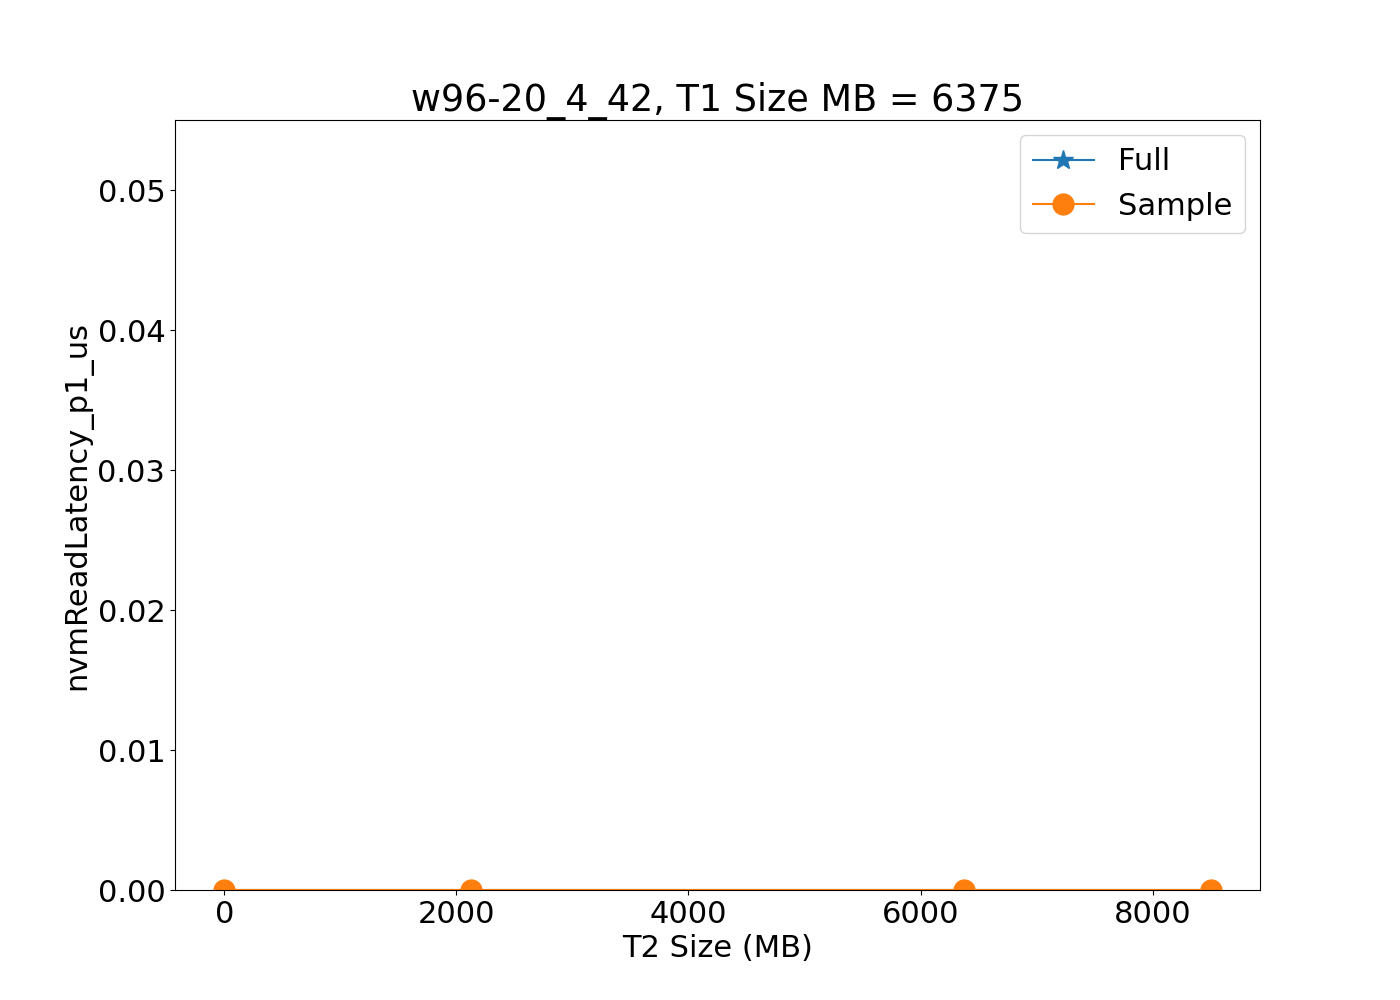 w96-20_4_42, T1 Size MB = 6375
Full
Sample
nvmReadLatency_p1_us
0.05
0.04
0.03
0.02
0.01
0.00
0 2000 4000 6000 8000
T2 Size (MB)